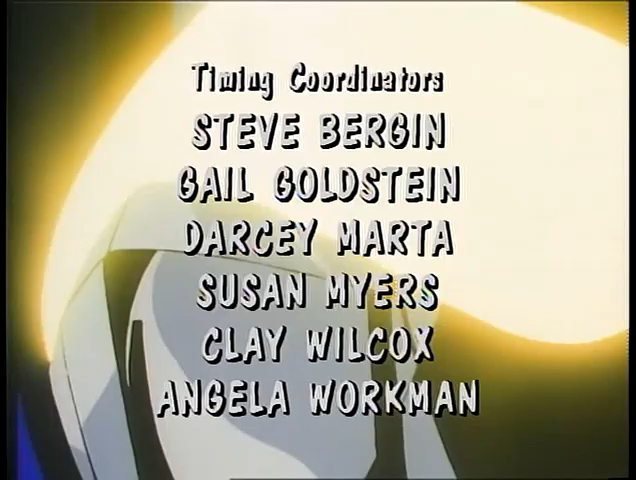 Timing Coordinators
STEVE BERGIN
GAIL GOLDSTEIN
DARCEY MARTA
SUSAN MYERS
CLAY WILCOX
ANGELA WORKMAN